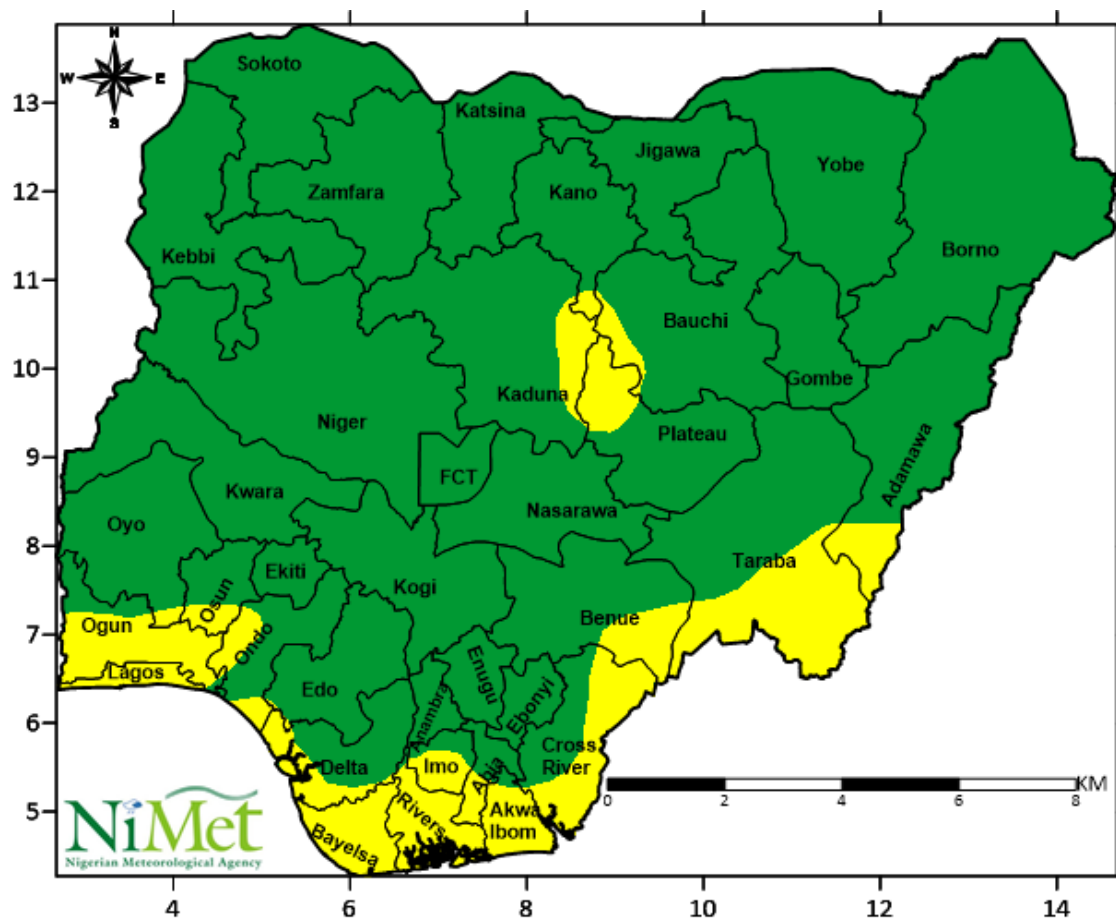 N
W E
S
13
12
11
10
9
8
7
6
5
4 6 8 10 12 14
Sokoto
Katsina
Jigawa
Yobe
Zamfara
Kano
Kebbi
Borno
Bauchi
Kaduna
Gombe
Niger
Plateau
FCT
Adamawa
Kwara
Nasarawa
Oyo
Taraba
Ekiti
Kogi
Osun
Benue
Ogun
Ondo
Lagos
Enugu
Edo
Anambra
Ebonyi
Cross
River
Delta
Imo
Abia
Rivers
Akwa
Ibom
Bayelsa
KM
0 2 4 6 8
NiMet
Nigerian Meteorological Agency